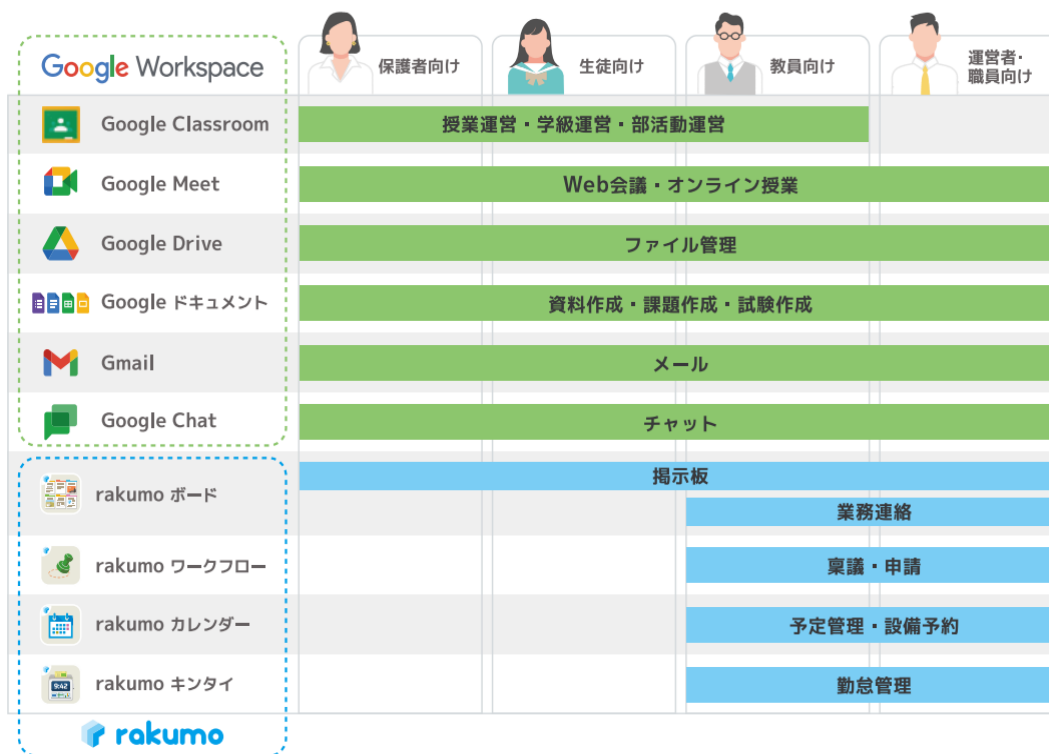 Google Workspace
保護者向け
生徒向け
教員向け
運営者・
職員向け
Google Classroom
授業運営・学級運営・部活動運営
Google Meet
Web会議・オンライン授業
Google Drive
ファイル管理
Google ドキュメント
資料作成・課題作成・試験作成
Gmail
メール
Google Chat
チャット
rakumo ボード
掲示板
業務連絡
rakumo ワークフロー
稟議・申請
rakumo カレンダー
予定管理・設備予約
9:42
rakumo キンタイ
勤怠管理
rakumo